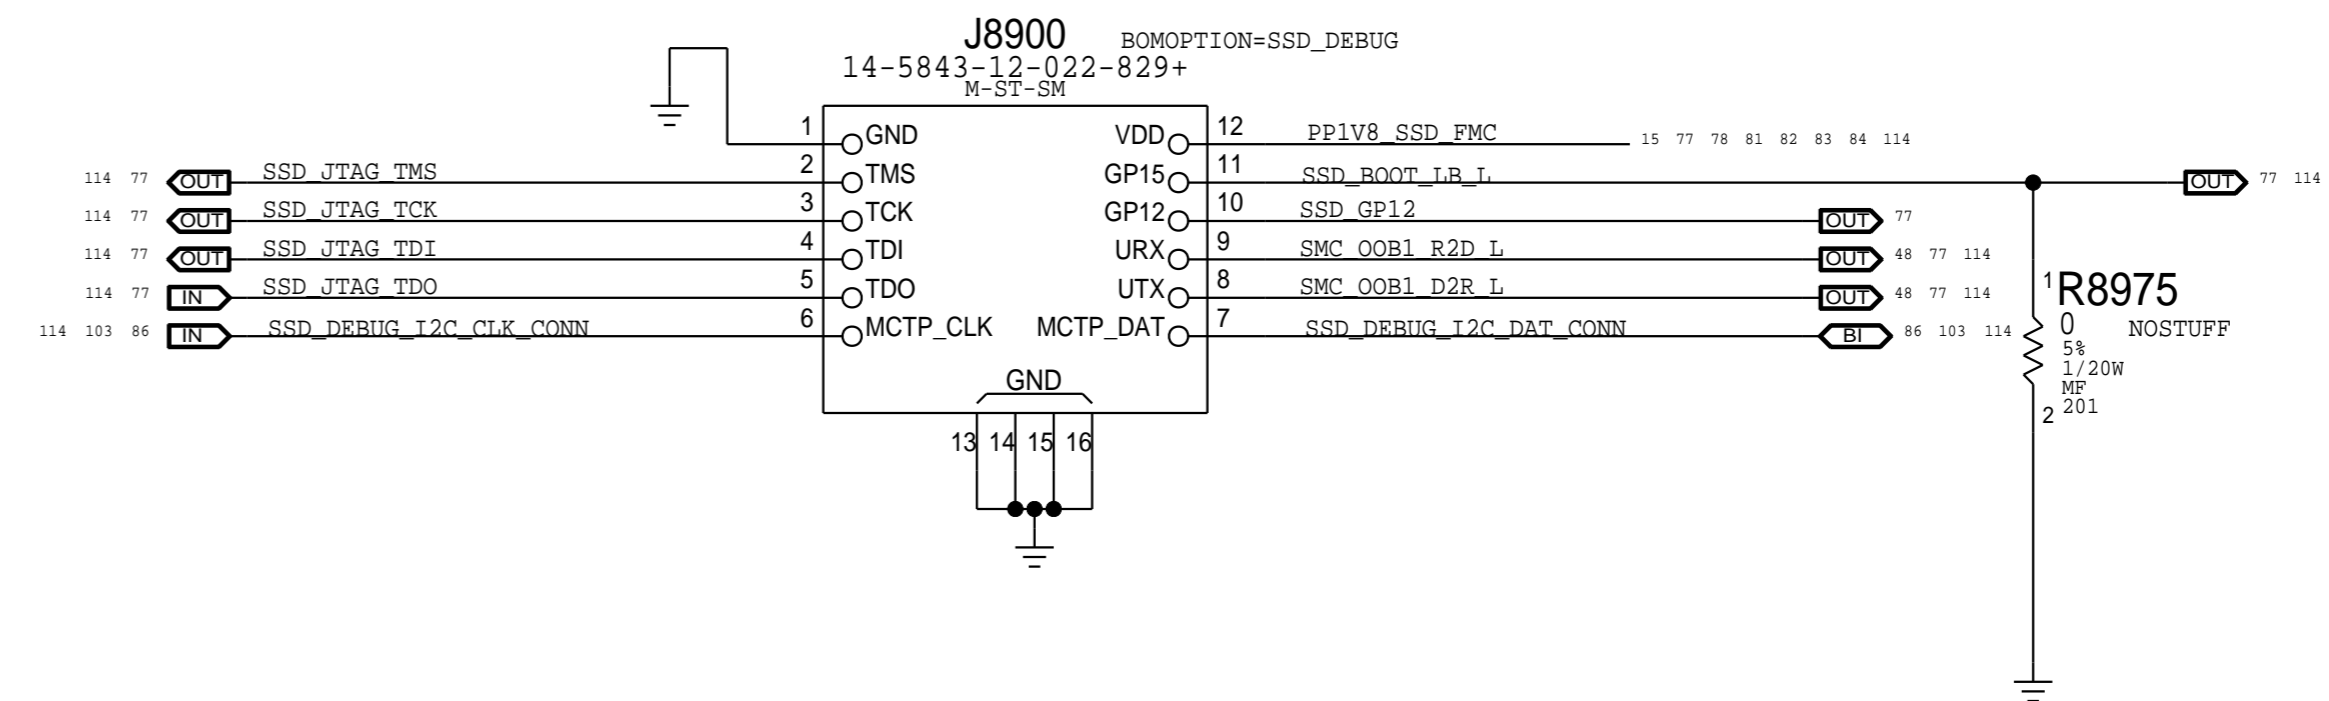 J8900 BOMOPTION=SSD_DEBUG
14-5843-12-022-829+
M-ST-SM
1 GND VDD 12 PP1V8_SSD_FMC 15 77 78 81 82 83 84 114
114 77 OUT SSD_JTAG_TMS 2 TMS GP15 11 SSD_BOOT_LB_L OUT 77 114
114 77 OUT SSD_JTAG_TCK 3 TCK GP12 10 SSD_GP12 OUT 77
114 77 OUT SSD_JTAG_TDI 4 TDI URX 9 SMC_OOB1_R2D_L OUT 48 77 114
114 77 IN SSD_JTAG_TDO 5 TDO UTX 8 SMC_OOB1_D2R_L OUT 48 77 114
114 103 86 IN SSD_DEBUG_I2C_CLK_CONN 6 MCTP_CLK MCTP_DAT 7 SSD_DEBUG_I2C_DAT_CONN BI 86 103 114
1 R8975
0 NOSTUFF
5%
1/20W
MF
201
2
GND
13 14 15 16